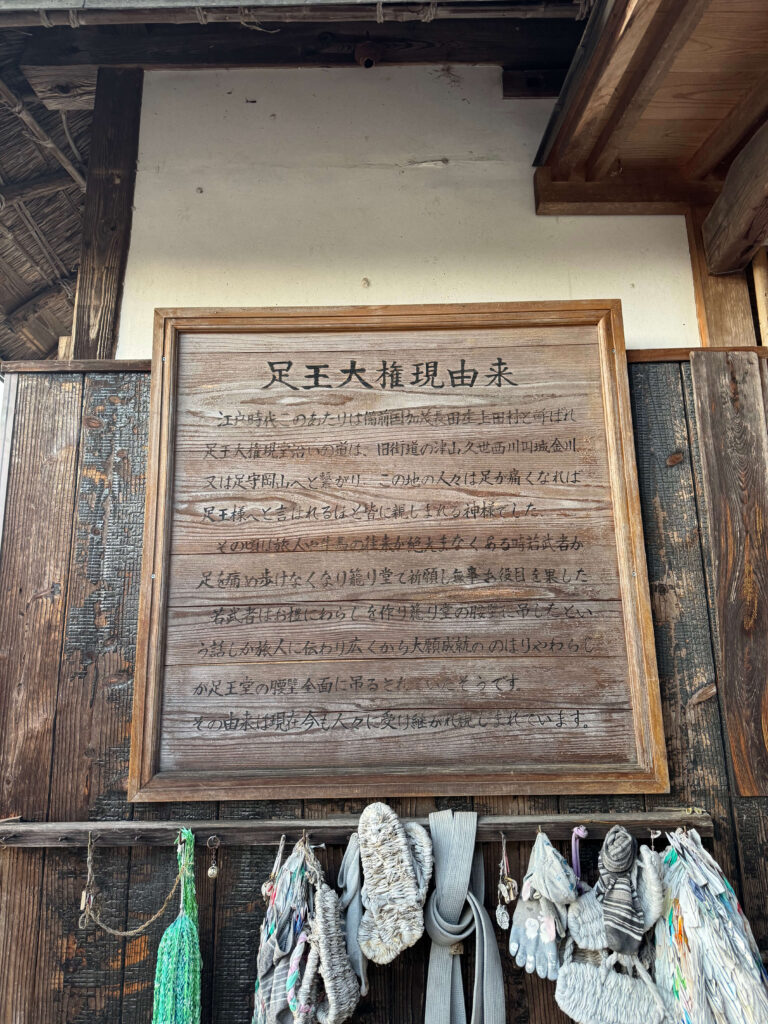 足王大権現由来
江戸時代このあたりは備前国加茂長田庄上田村と呼ばれ
足王大権現堂沿いの道は、旧街道の津山久世西川円城金川
又は足守岡山へと繋がり、この地の人々は足が痛くなれば
足王様へと言はれるほど皆に親しまれる神様でした
その頃は旅人や牛馬の往来が絶えまなくある時若武者が
足を痛め歩けなくなり籠り堂で祈願し無事お役目を果した
若武者はお禮にわらじを作り籠り堂の腰壁に吊したとい
う話しが旅人に伝わり広くから大願成就の のぼりやわらじ
が足王堂の腰壁全面に吊るされていたそうです。
その由来は現在今も人々に受け継がれ親しまれています。